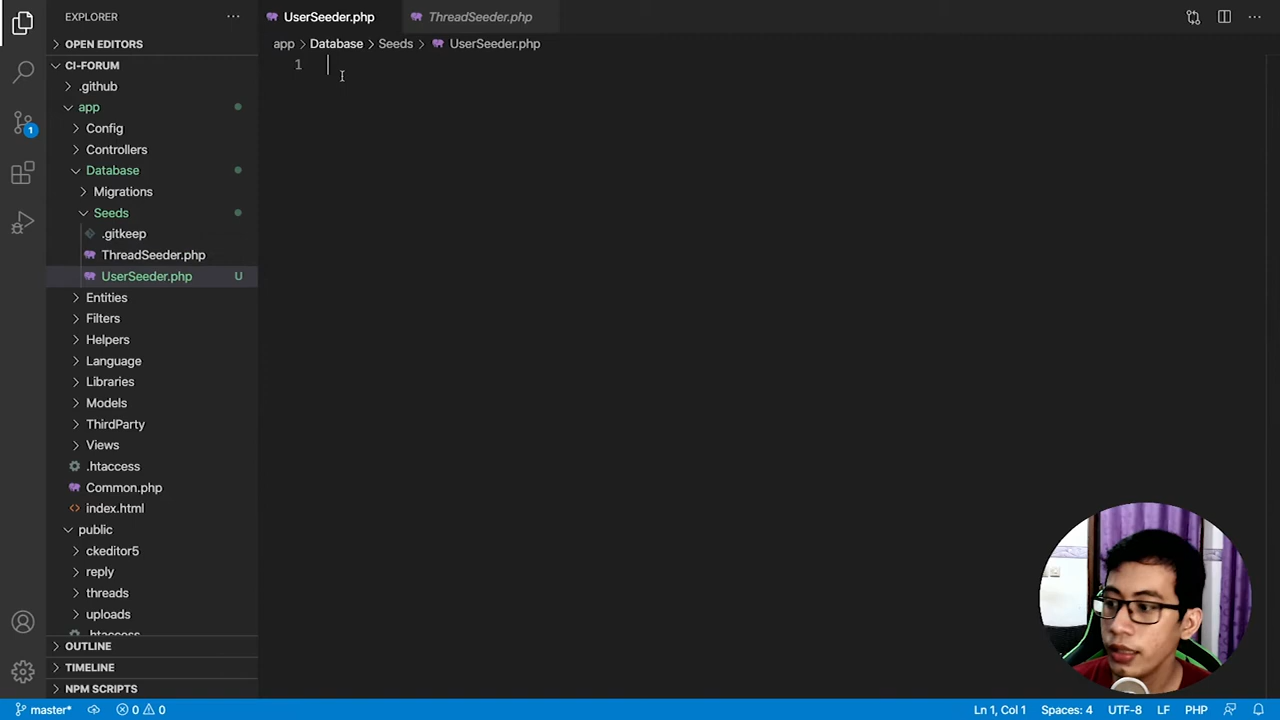 EXPLORER
UserSeeder.php
ThreadSeeder.php
OPEN EDITORS
app > Database > Seeds > UserSeeder.php
CI-FORUM
1
.github
app
Config
Controllers
1
Database
Migrations
Seeds
.gitkeep
ThreadSeeder.php
UserSeeder.php U
Entities
Filters
Helpers
Language
Libraries
Models
ThirdParty
Views
.htaccess
Common.php
index.html
public
ckeditor5
reply
threads
uploads
.htaccess
OUTLINE
TIMELINE
NPM SCRIPTS
master* 0 0 Ln 1, Col 1 Spaces: 4 UTF-8 LF PHP